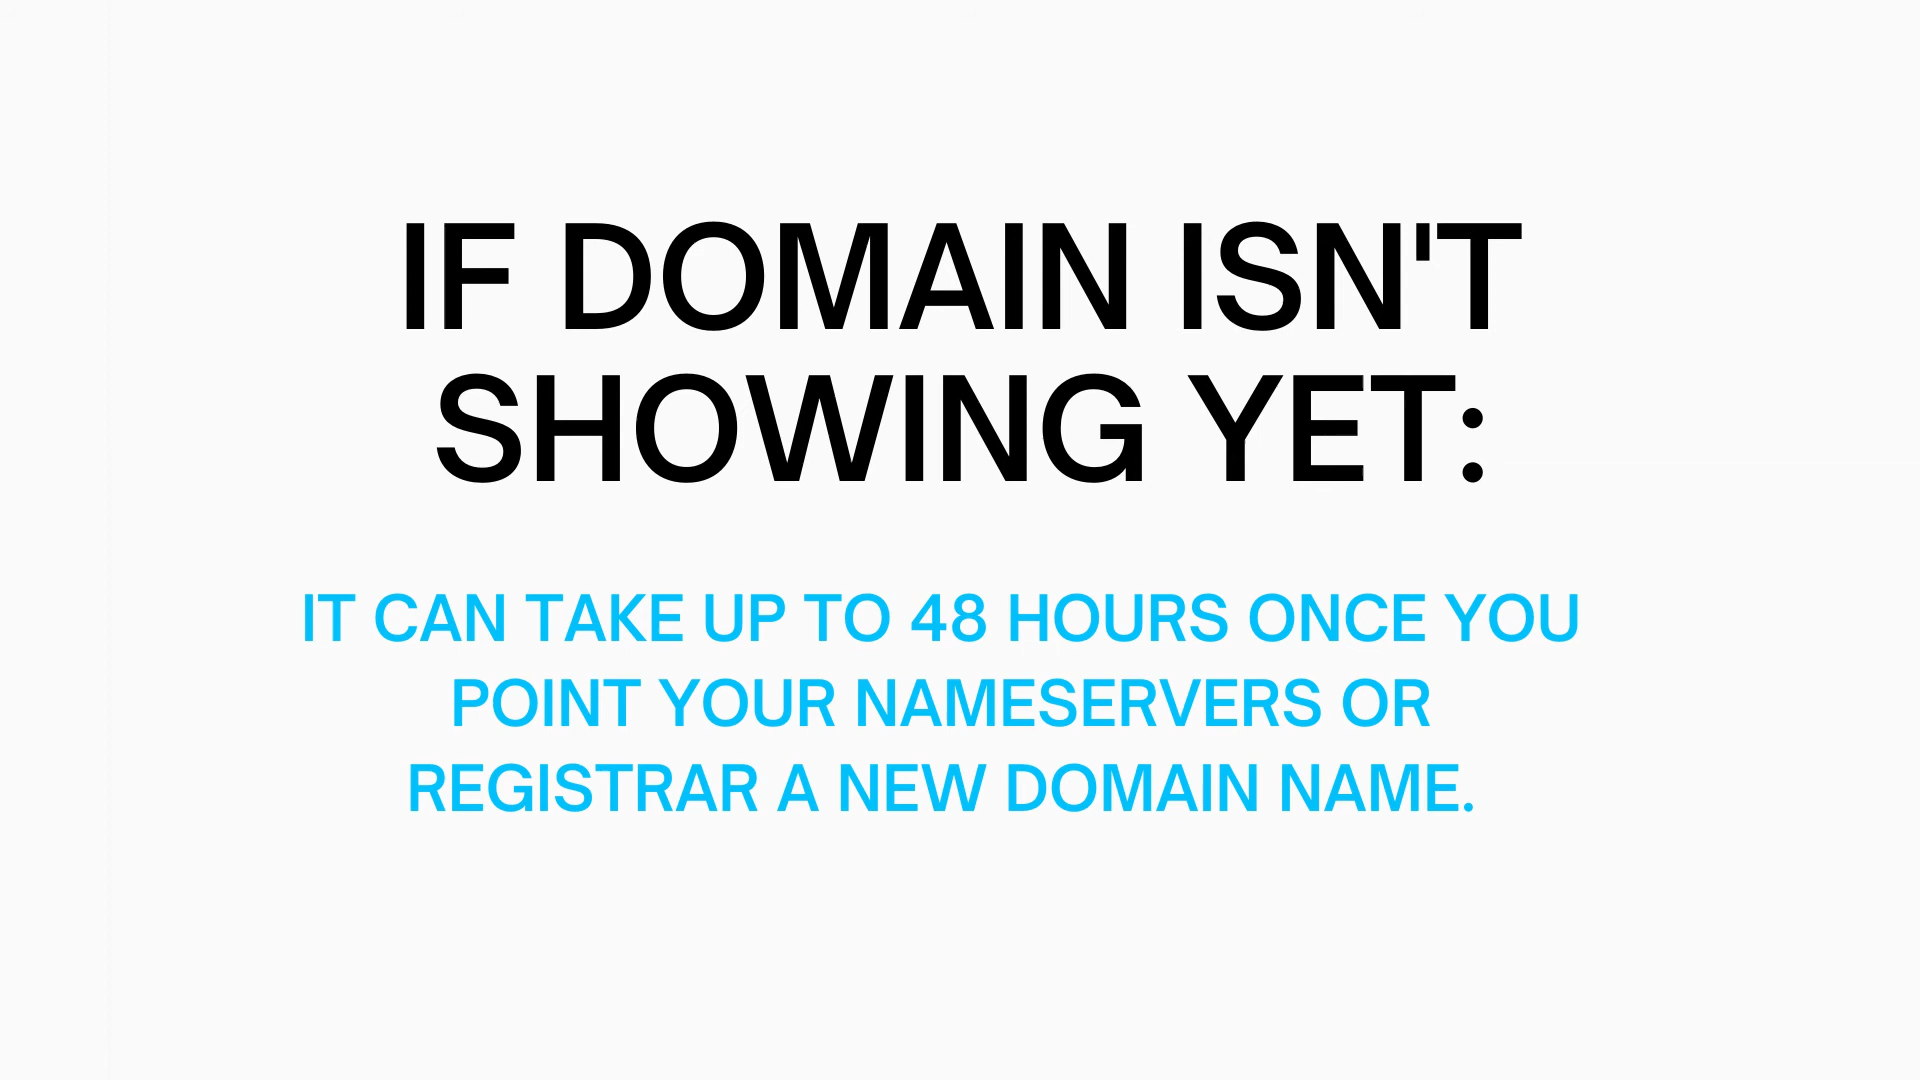 IF DOMAIN ISN'T
SHOWING YET:
IT CAN TAKE UP TO 48 HOURS ONCE YOU
POINT YOUR NAMESERVERS OR
REGISTRAR A NEW DOMAIN NAME.